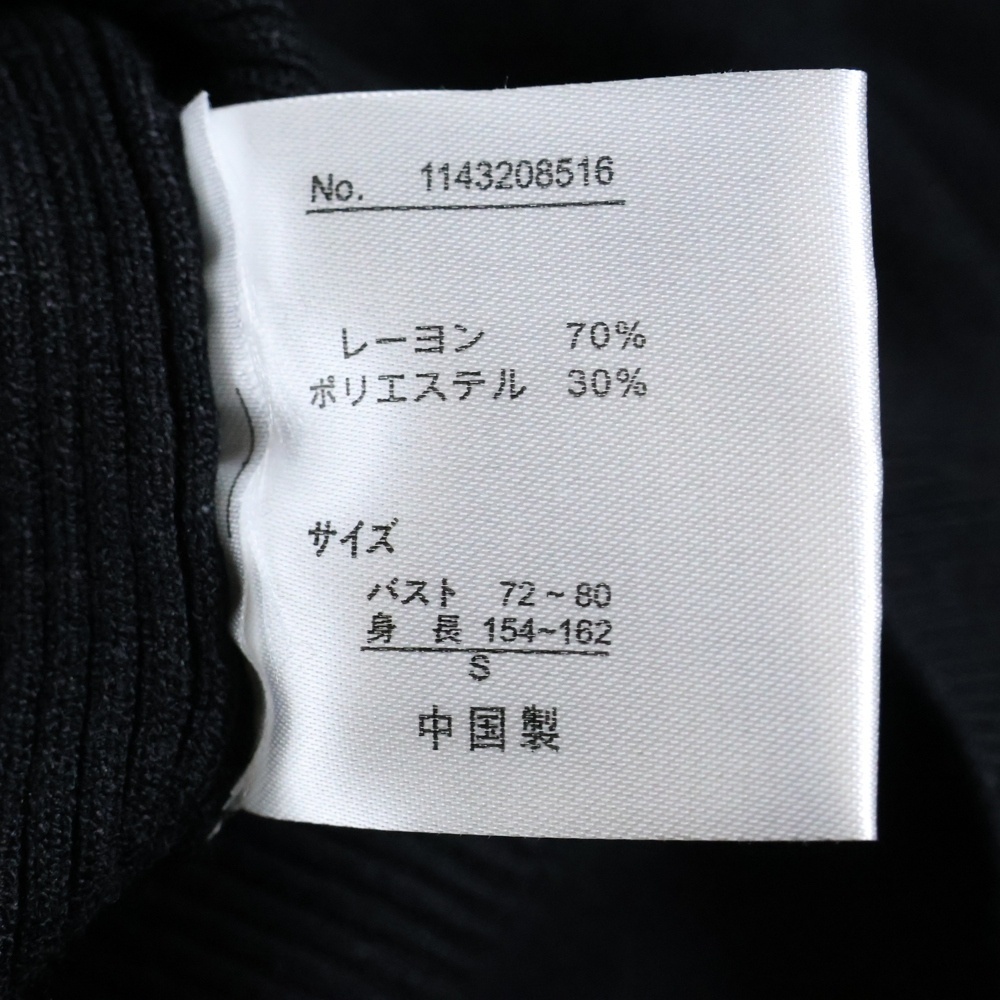 No. 1143208516
レーヨン 70%
ポリエステル 30%
サイズ
バスト 72~80
身 長 154~162
S
中国製